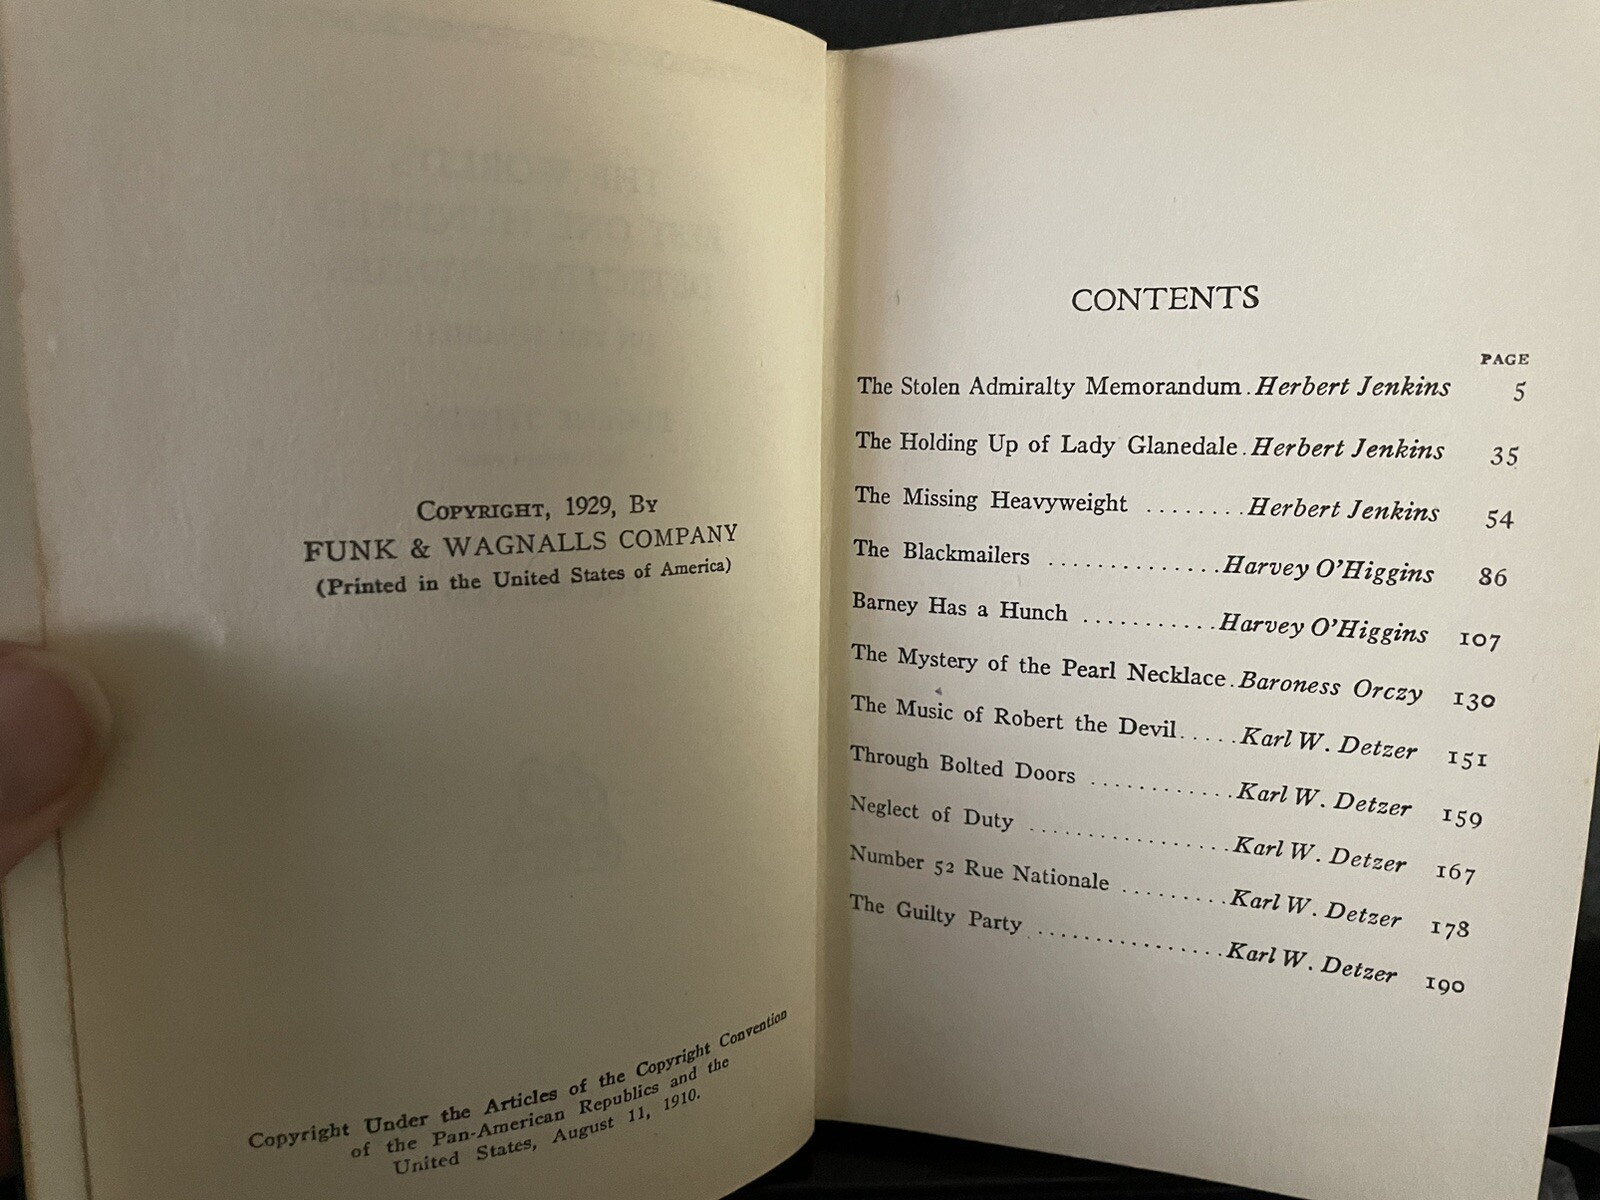 COPYRIGHT, 1929, BY
FUNK & WAGNALLS COMPANY
(Printed in the United States of America)
Copyright Under the Articles of the Copyright Convention
of the Pan-American Republics and the
United States, August 11, 1910.
CONTENTS
PAGE
The Stolen Admiralty Memorandum . Herbert Jenkins 5
The Holding Up of Lady Glanedale . Herbert Jenkins 35
The Missing Heavyweight ........ Herbert Jenkins 54
The Blackmailers .............. Harvey O'Higgins 86
Barney Has a Hunch ........... Harvey O'Higgins 107
The Mystery of the Pearl Necklace . Baroness Orczy 130
The Music of Robert the Devil ..... Karl W. Detzer 151
Through Bolted Doors ............ Karl W. Detzer 159
Neglect of Duty ................. Karl W. Detzer 167
Number 52 Rue Nationale ......... Karl W. Detzer 178
The Guilty Party ................ Karl W. Detzer 190